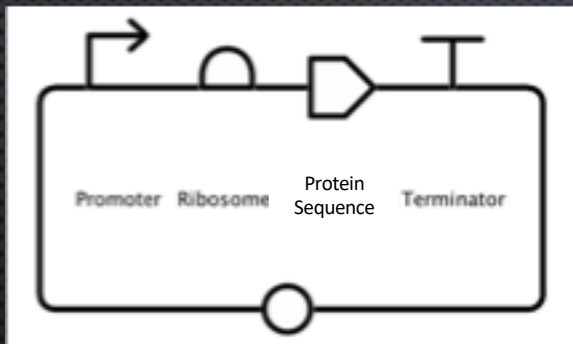 Promoter
Ribosome
Protein
Sequence
Terminator